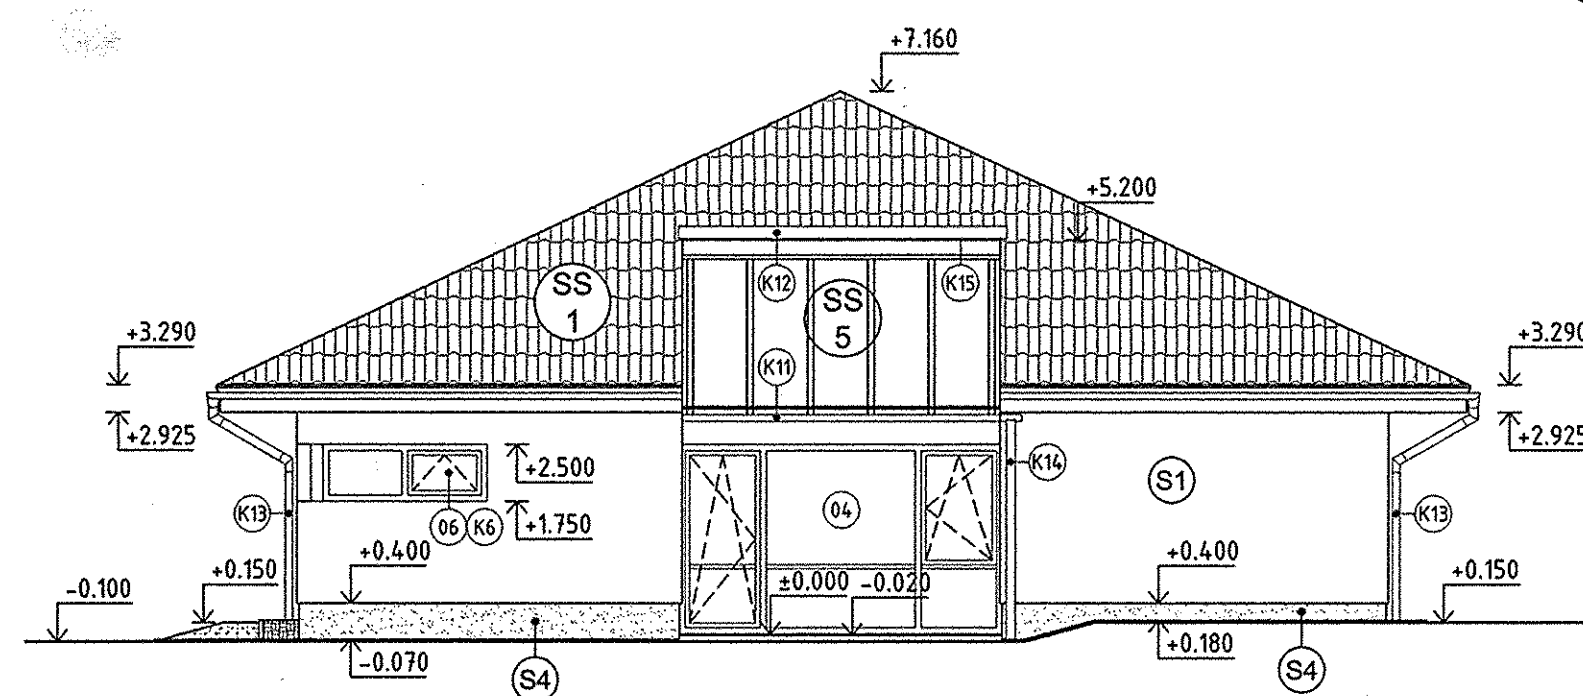 +7.160
+5.200
K12
K15
SS
1
SS
5
+3.290
+3.290
K11
+2.925
+2.925
+2.500
K14
S1
K13
06
K6
+1.750
04
K13
+0.400
+0.400
+0.150
±0.000
-0.020
+0.150
-0.100
-0.070
+0.180
S4
S4